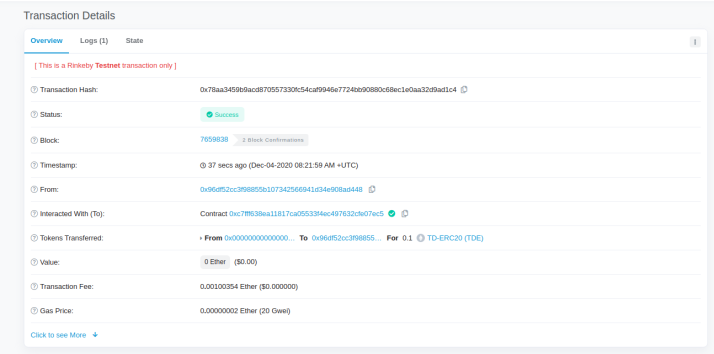 Transaction Details
Overview Logs (1) State
[ This is a Rinkeby Testnet transaction only ]
Transaction Hash: 0x78aa3459b9acd870557330fc54caf9946e7724bb90880c68ec1e0aa32d9ad1c4
Status: Success
Block: 7659838 2 Block Confirmations
Timestamp: 37 secs ago (Dec-04-2020 08:21:59 AM +UTC)
From: 0x96df52cc3f98855b107342566941d34e908ad448
Interacted With (To): Contract 0xc7fff638ea11817ca05533f4ec497632cfe07ec5
Tokens Transferred: From 0x00000000000000... To 0x96df52cc3f98855... For 0.1 TD-ERC20 (TDE)
Value: 0 Ether ($0.00)
Transaction Fee: 0.00100354 Ether ($0.000000)
Gas Price: 0.00000002 Ether (20 Gwei)
Click to see More